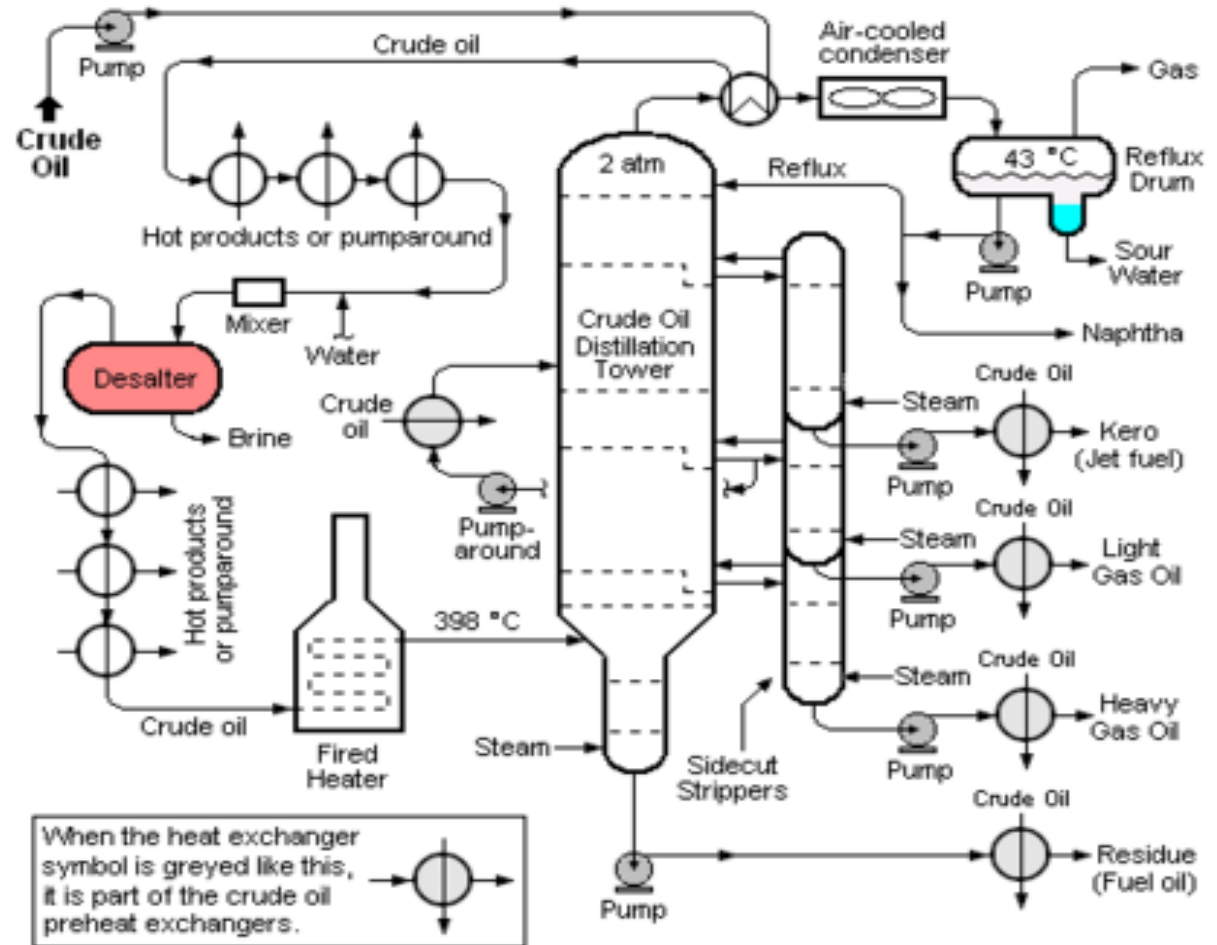 Pump
Crude oil
Air-cooled
condenser
Gas
Crude
Oil
2 atm
Reflux
43 °C
Reflux
Drum
Hot products or pumparound
Pump
Sour
Water
Mixer
Water
Crude Oil
Distillation
Tower
Naphtha
Desalter
Crude
oil
Brine
Crude Oil
Steam
Kero
(Jet fuel)
Pump
Hot products
or pumparound
Pump-
around
Crude Oil
Steam
Light
Gas Oil
Pump
398 °C
Crude Oil
Steam
Crude oil
Heavy
Gas Oil
Fired
Heater
Steam
Sidecut
Strippers
Pump
Crude Oil
When the heat exchanger
symbol is greyed like this,
it is part of the crude oil
preheat exchangers.
Pump
Residue
(Fuel oil)